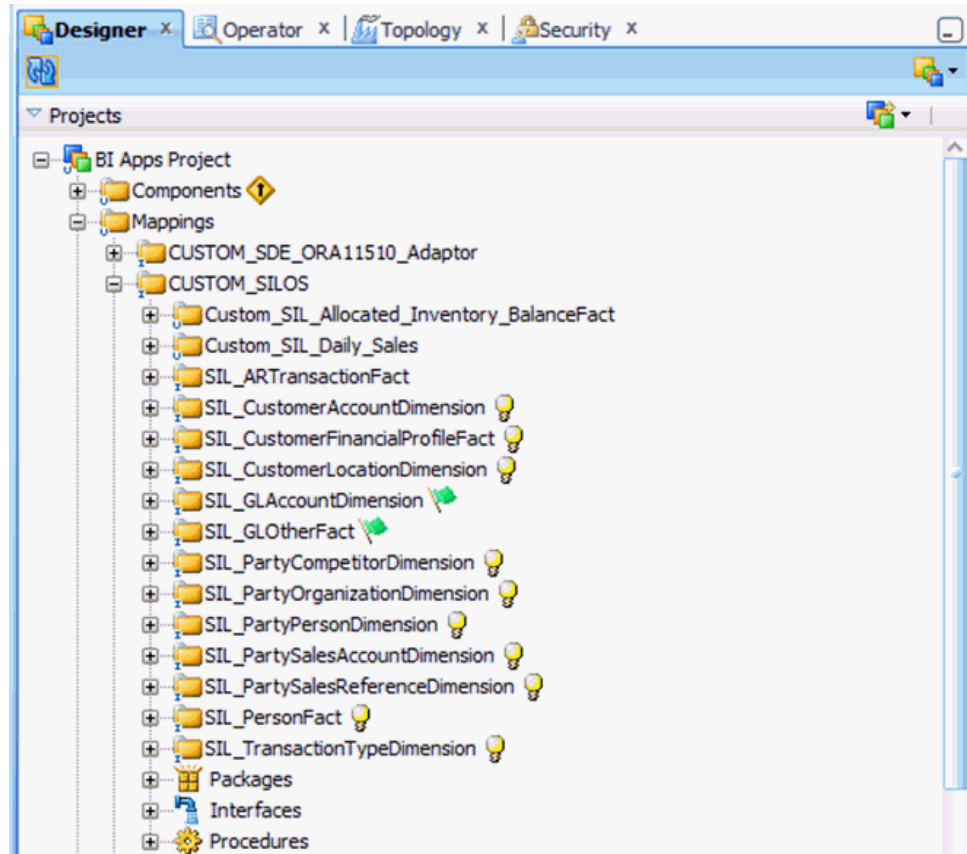 Designer x Operator x Topology x Security x
Projects
BI Apps Project
Components
Mappings
CUSTOM_SDE_ORA11510_Adaptor
CUSTOM_SILOS
Custom_SIL_Allocated_Inventory_BalanceFact
Custom_SIL_Daily_Sales
SIL_ARTransactionFact
SIL_CustomerAccountDimension
SIL_CustomerFinancialProfileFact
SIL_CustomerLocationDimension
SIL_GLAccountDimension
SIL_GLOtherFact
SIL_PartyCompetitorDimension
SIL_PartyOrganizationDimension
SIL_PartyPersonDimension
SIL_PartySalesAccountDimension
SIL_PartySalesReferenceDimension
SIL_PersonFact
SIL_TransactionTypeDimension
Packages
Interfaces
Procedures